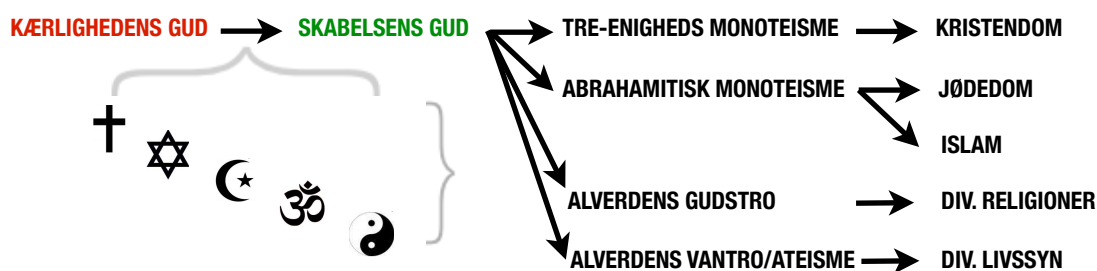 KÆRLIGHEDENS GUD SKABELSENS GUD TRE-ENIGHEDS MONOTEISME KRISTENDOM
ABRAHAMITISK MONOTEISME JØDEDOM
ISLAM
ALVERDENS GUDSTRO DIV. RELIGIONER
ALVERDENS VANTRO/ATEISME DIV. LIVSSYN